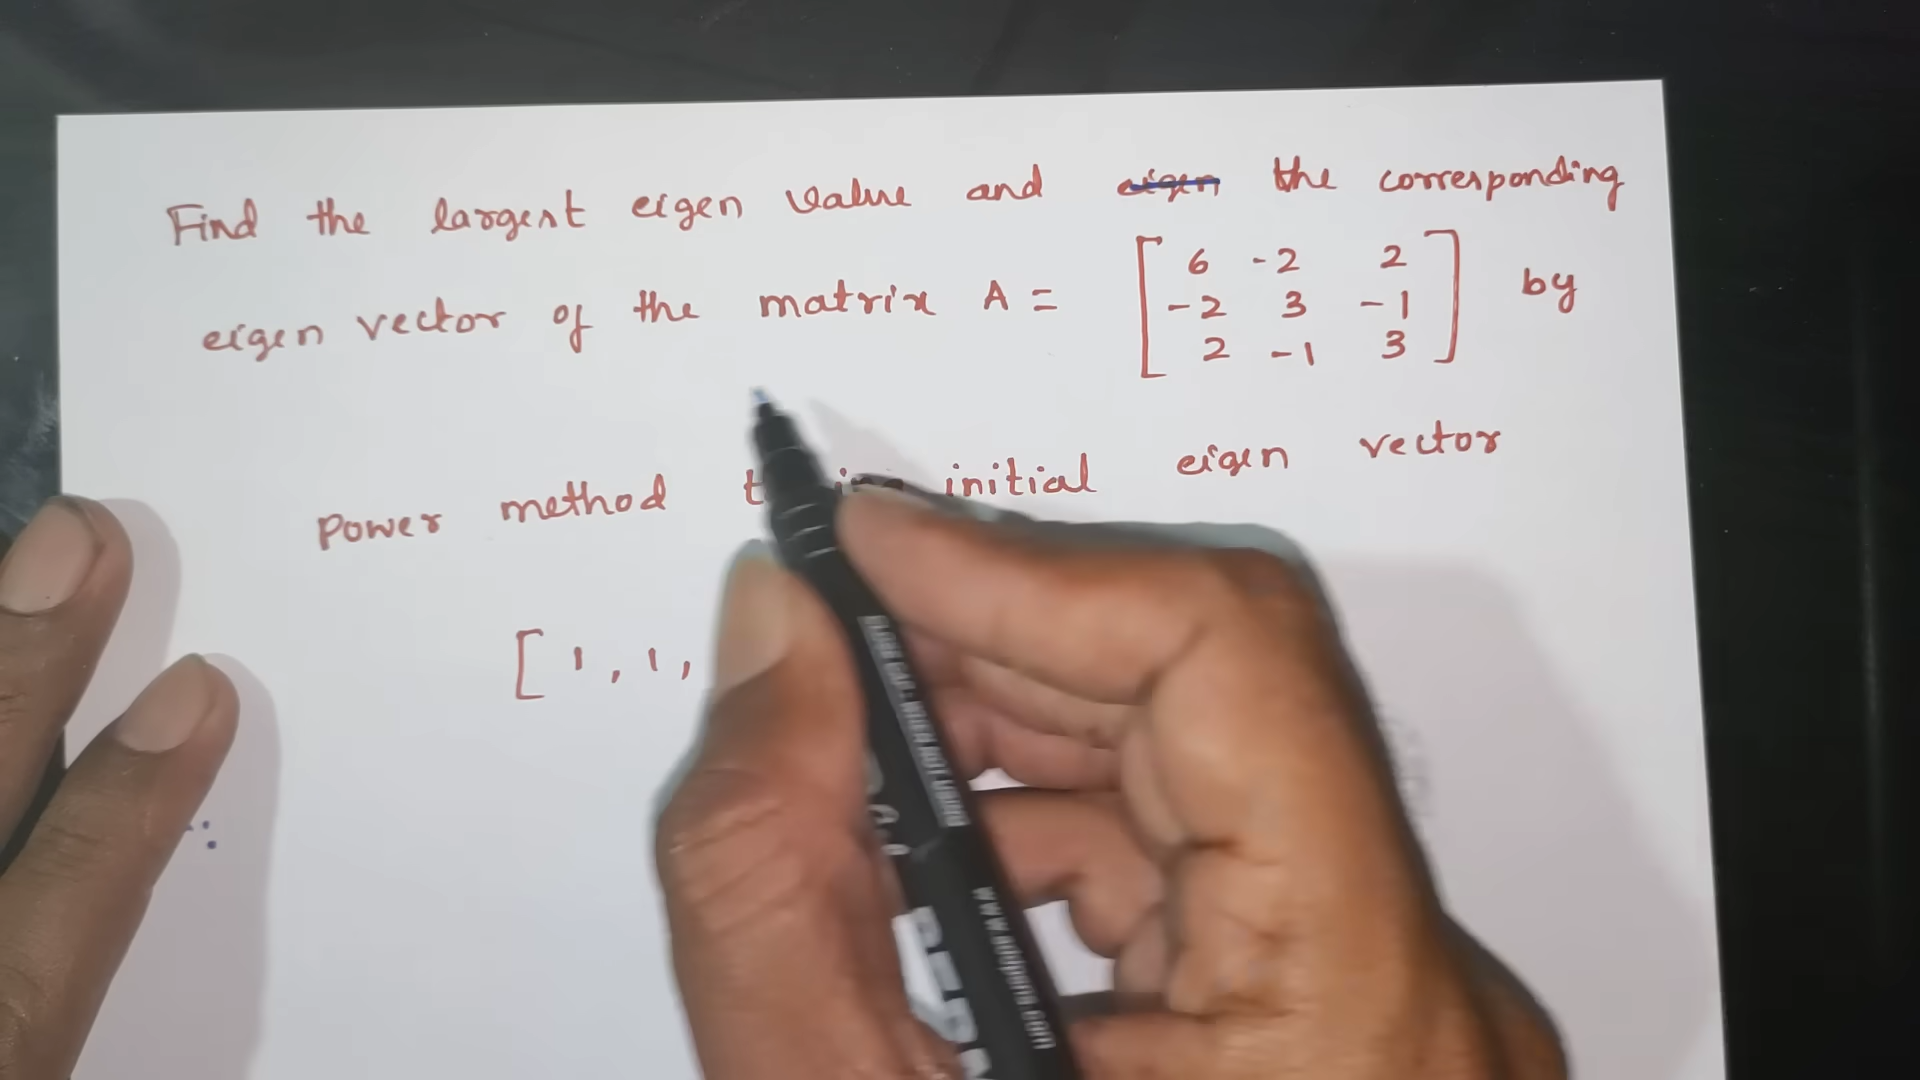 Find the largest eigen value and eigen the corresponding
eigen vector of the matrix A = [ 6 -2 2 ] by
-2 3 -1
2 -1 3
power method initial eigen vector
[ 1 , 1 ,